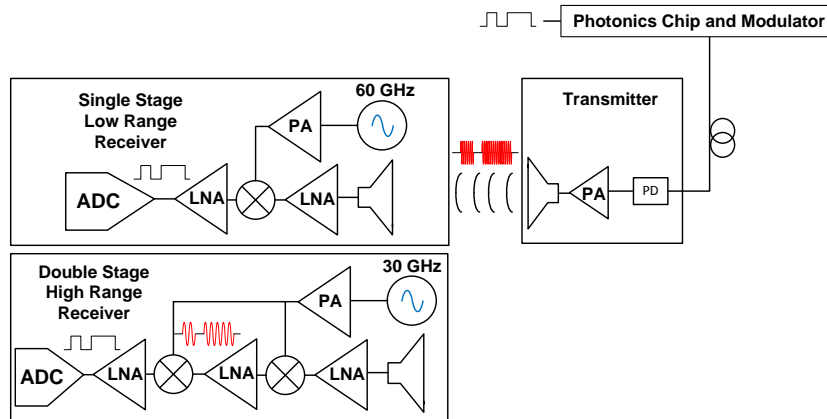 Photonics Chip and Modulator
Single Stage
Low Range
Receiver
60 GHz
PA
ADC
LNA
LNA
Transmitter
PA
PD
Double Stage
High Range
Receiver
30 GHz
PA
ADC
LNA
LNA
LNA